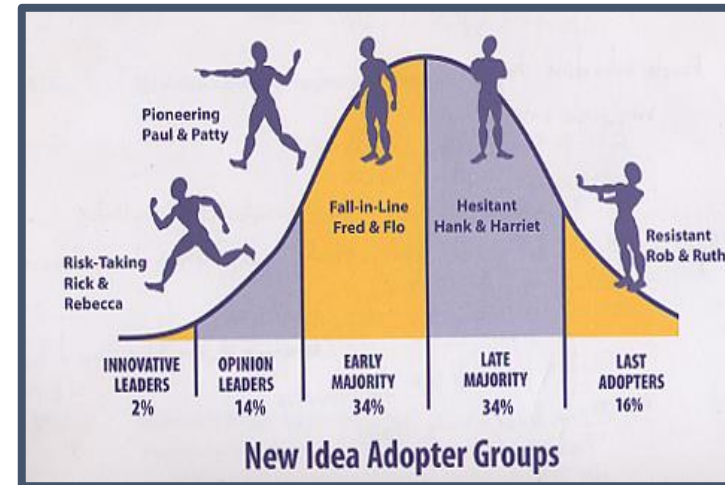 Pioneering
Paul & Patty
Risk-Taking
Rick &
Rebecca
Fall-in-Line
Fred & Flo
Hesitant
Hank & Harriet
Resistant
Rob & Ruth
INNOVATIVE
LEADERS
2%
OPINION
LEADERS
14%
EARLY
MAJORITY
34%
LATE
MAJORITY
34%
LAST
ADOPTERS
16%
New Idea Adopter Groups